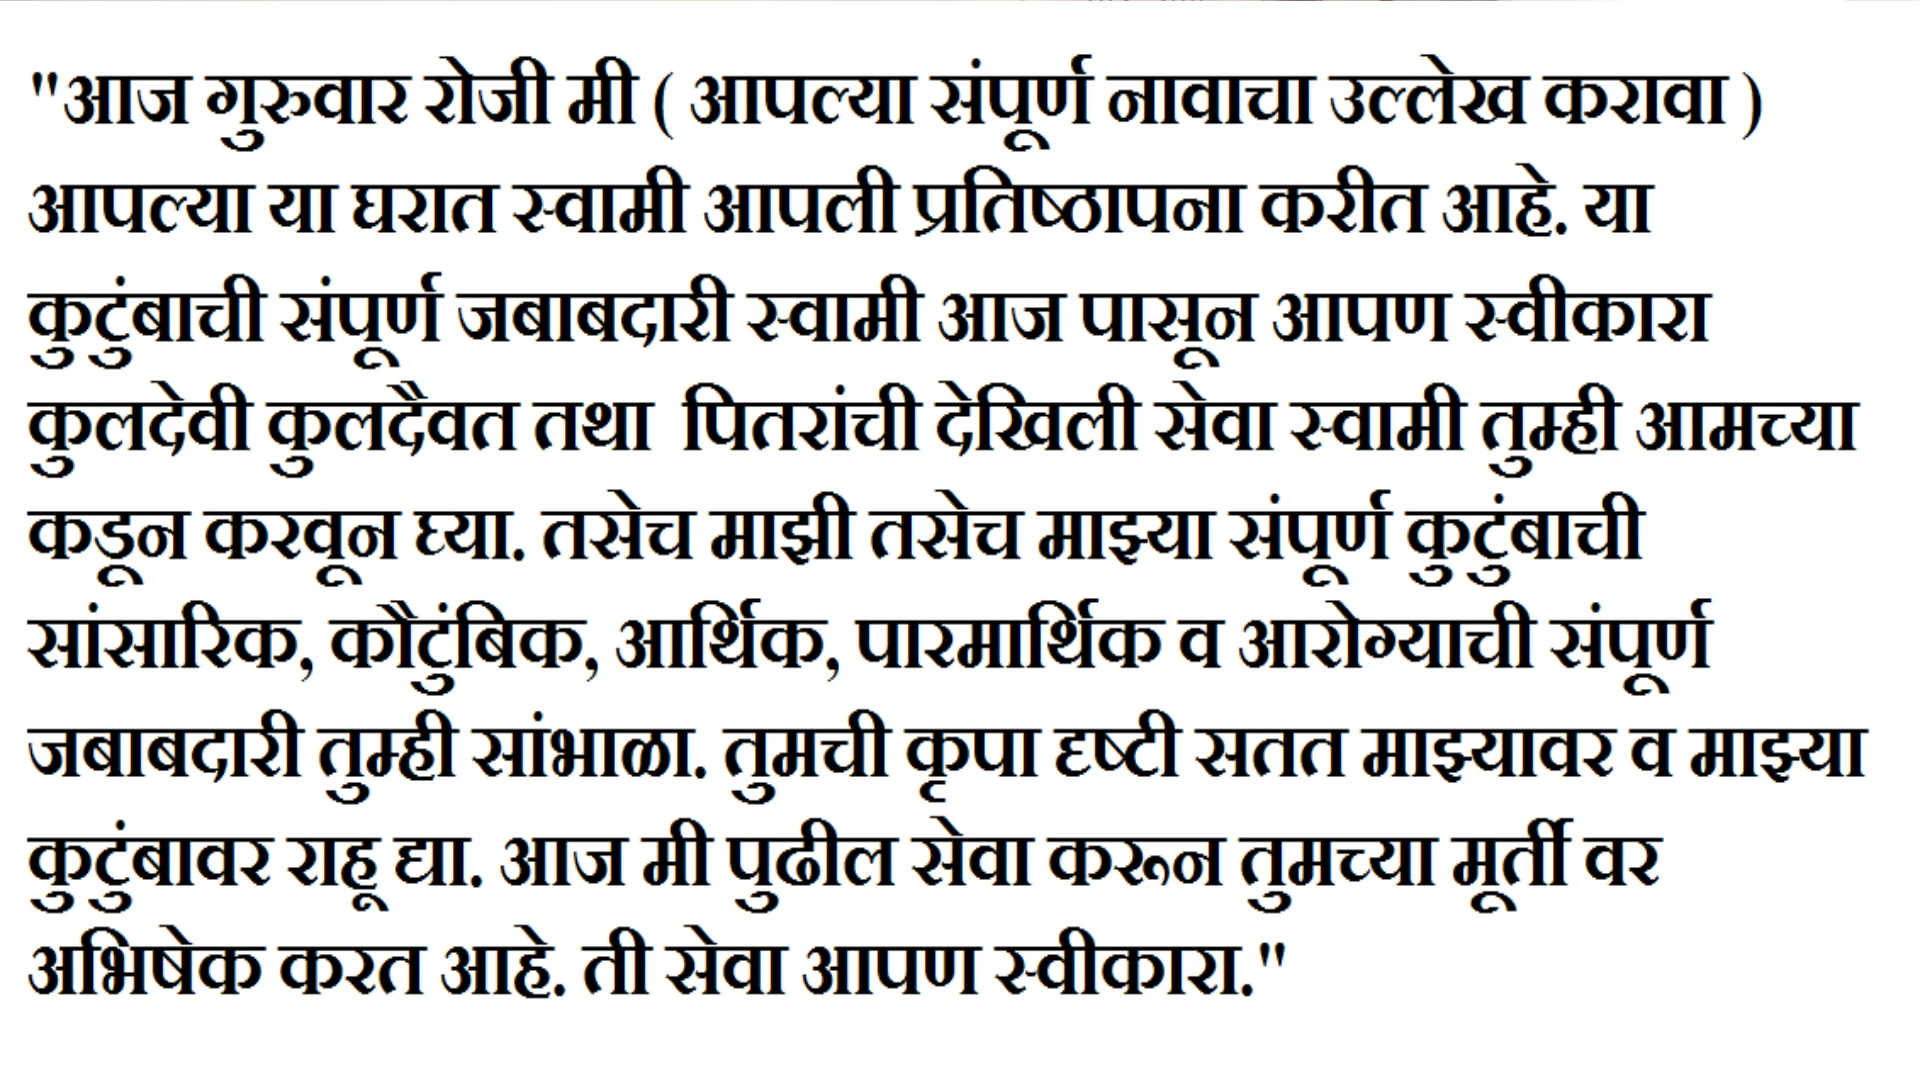 "आज गुरुवार रोजी मी ( आपल्या संपूर्ण नावाचा उल्लेख करावा )
आपल्या या घरात स्वामी आपली प्रतिष्ठापना करीत आहे. या
कुटुंबाची संपूर्ण जबाबदारी स्वामी आज पासून आपण स्वीकारा
कुलदेवी कुलदैवत तथा पितरांची देखिली सेवा स्वामी तुम्ही आमच्या
कडून करवून घ्या. तसेच माझी तसेच माझ्या संपूर्ण कुटुंबाची
सांसारिक, कौटुंबिक, आर्थिक, पारमार्थिक व आरोग्याची संपूर्ण
जबाबदारी तुम्ही सांभाळा. तुमची कृपा दृष्टी सतत माझ्यावर व माझ्या
कुटुंबावर राहू द्या. आज मी पुढील सेवा करून तुमच्या मूर्ती वर
अभिषेक करत आहे. ती सेवा आपण स्वीकारा."